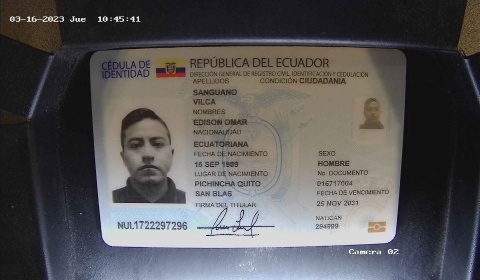 03-16-2023 Jue 10:45:41
CÉDULA DE IDENTIDAD
REPÚBLICA DEL ECUADOR
DIRECCIÓN GENERAL DE REGISTRO CIVIL, IDENTIFICACIÓN Y CEDULACIÓN
APELLIDOS CONDICIÓN CIUDADANÍA
SANGUANO
VILCA
NOMBRES
EDISON OMAR
NACIONALIDAD
ECUATORIANA
FECHA DE NACIMIENTO SEXO
15 SEP 1989 HOMBRE
LUGAR DE NACIMIENTO No. DOCUMENTO
PICHINCHA QUITO 015717004
SAN BLAS FECHA DE VENCIMIENTO
FIRMA DEL TITULAR 25 NOV 2031
NAT/CAN
NUI.1722297296 294989
Camera 02